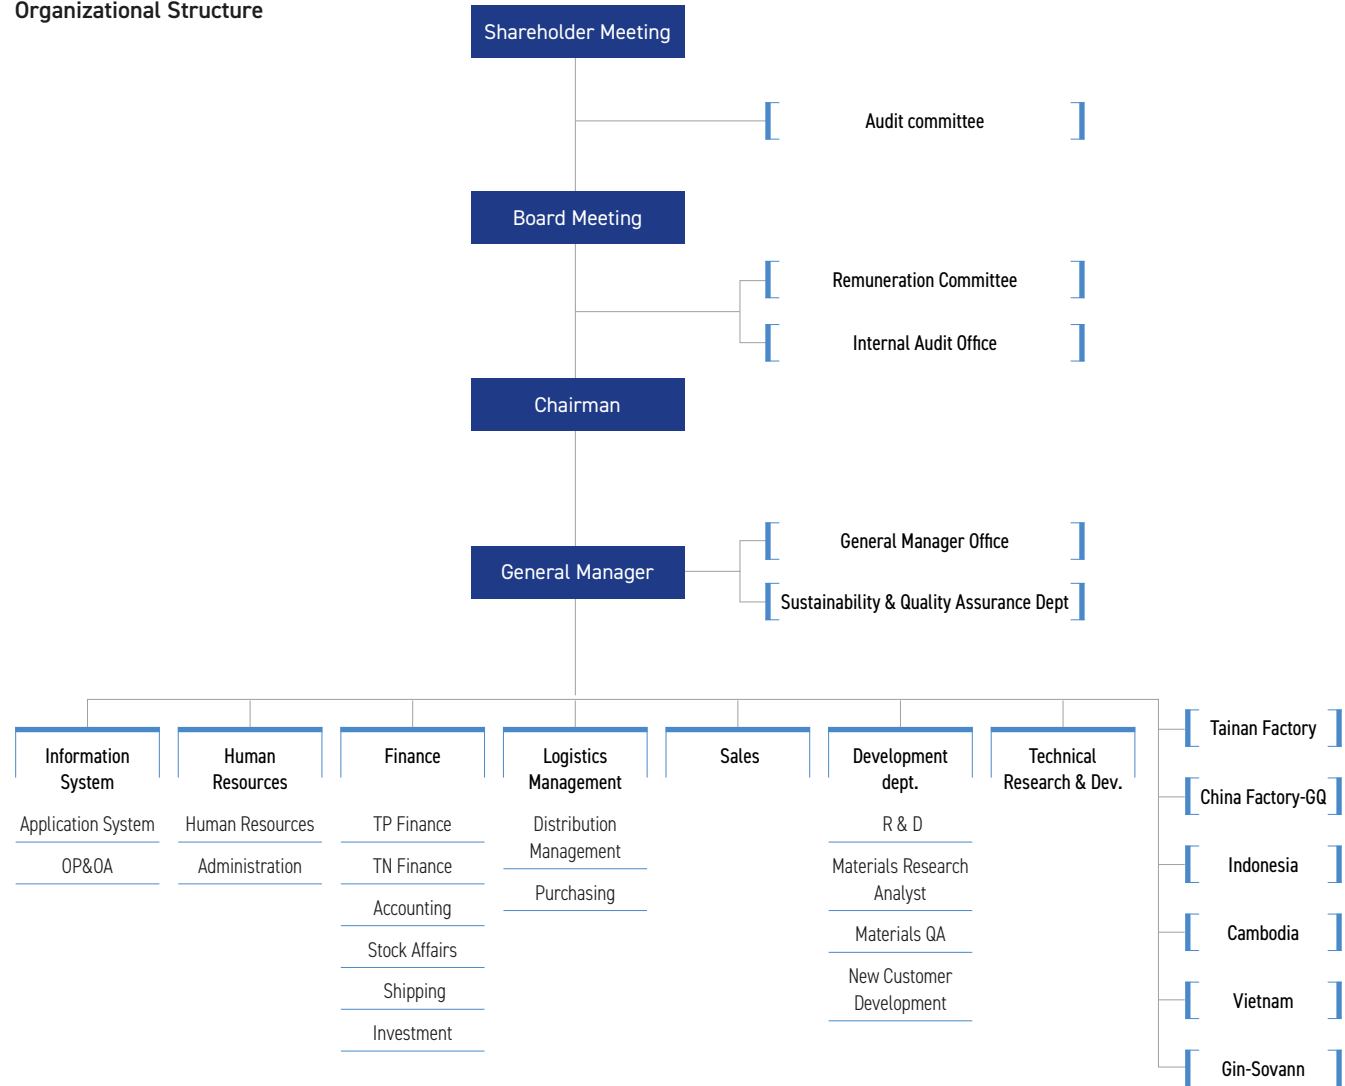 Organizational Structure
Shareholder Meeting
Audit committee
Board Meeting
Remuneration Committee
Internal Audit Office
Chairman
General Manager Office
General Manager
Sustainability & Quality Assurance Dept
Information
System
Application System
OP&OA
Human
Resources
Human Resources
Administration
Finance
TP Finance
TN Finance
Accounting
Stock Affairs
Shipping
Investment
Logistics
Management
Distribution
Management
Purchasing
Sales
Development
dept.
R & D
Materials Research
Analyst
Materials QA
New Customer
Development
Technical
Research & Dev.
Tainan Factory
China Factory-GQ
Indonesia
Cambodia
Vietnam
Gin-Sovann